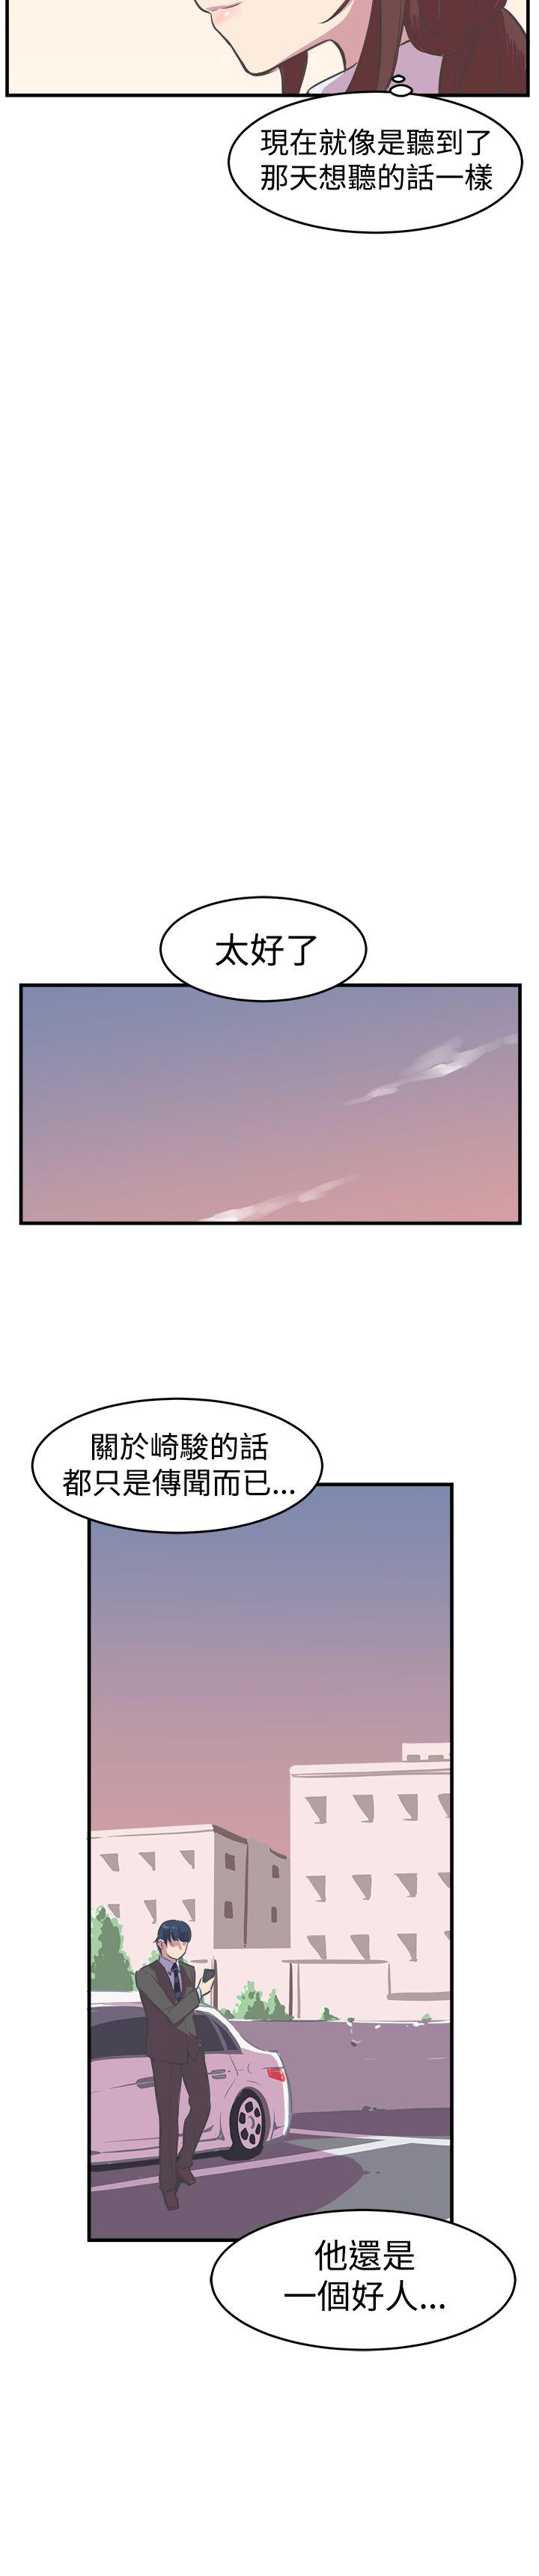 現在就像是聽到了
那天想聽的話一樣
太好了
關於崎駿的話
都只是傳聞而已...
他還是
一個好人...